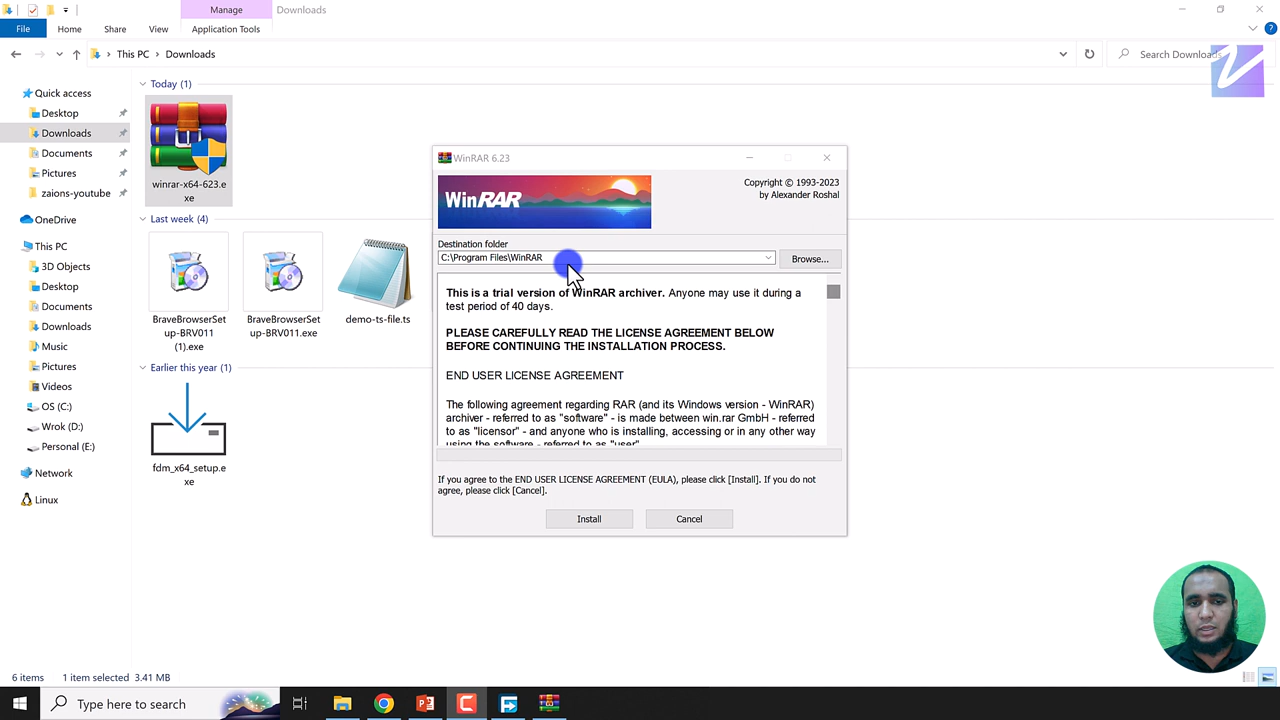 Manage
Downloads
File
Home
Share
View
Application Tools
This PC
Downloads
Search Downloads
Quick access
Desktop
Downloads
Documents
Pictures
zaions-youtube
OneDrive
This PC
3D Objects
Desktop
Documents
Downloads
Music
Pictures
Videos
OS (C:)
Wrok (D:)
Personal (E:)
Network
Linux
Today (1)
winrar-x64-623.e
xe
Last week (4)
BraveBrowserSet
up-BRV011
(1).exe
BraveBrowserSet
up-BRV011.exe
demo-ts-file.ts
Earlier this year (1)
fdm_x64_setup.e
xe
WinRAR 6.23
WinRAR
Copyright © 1993-2023
by Alexander Roshal
Destination folder
C:\Program Files\WinRAR
Browse...
This is a trial version of WinRAR archiver. Anyone may use it during a
test period of 40 days.
PLEASE CAREFULLY READ THE LICENSE AGREEMENT BELOW
BEFORE CONTINUING THE INSTALLATION PROCESS.
END USER LICENSE AGREEMENT
The following agreement regarding RAR (and its Windows version - WinRAR)
archiver - referred to as "software" - is made between win.rar GmbH - referred
to as "licensor" - and anyone who is installing, accessing or in any other way
using the software - referred to as "user"
If you agree to the END USER LICENSE AGREEMENT (EULA), please click [Install]. If you do not
agree, please click [Cancel].
Install
Cancel
6 items
1 item selected 3.41 MB
Type here to search